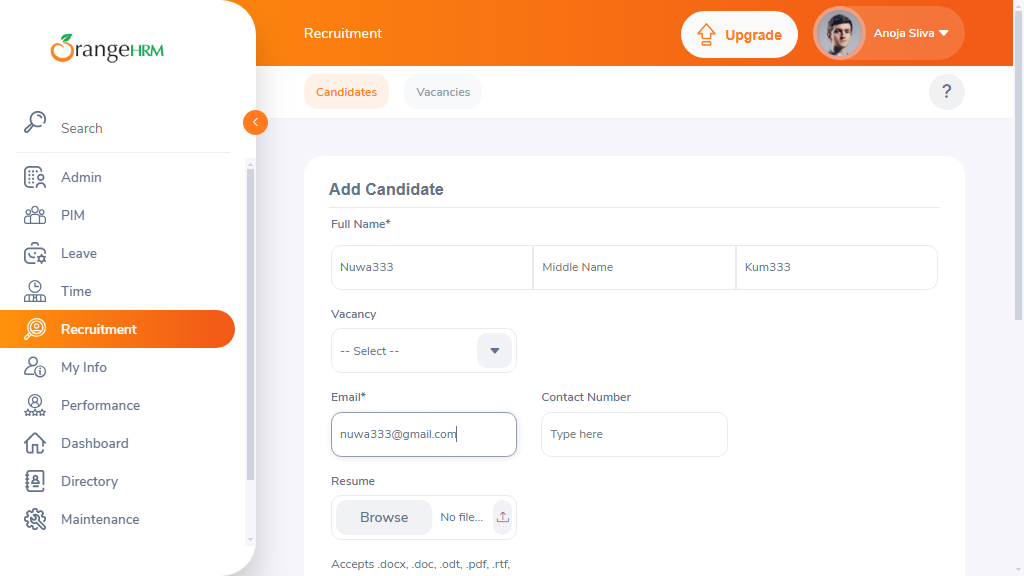 OrangeHRM
Search
Admin
PIM
Leave
Time
Recruitment
My Info
Performance
Dashboard
Directory
Maintenance
Recruitment
Upgrade
Anoja Sliva
Candidates
Vacancies
?
Add Candidate
Full Name*
Nuwa333 Middle Name Kum333
Vacancy
-- Select --
Email* Contact Number
nuwa333@gmail.com Type here
Resume
Browse No file...
Accepts .docx, .doc, .odt, .pdf, .rtf,